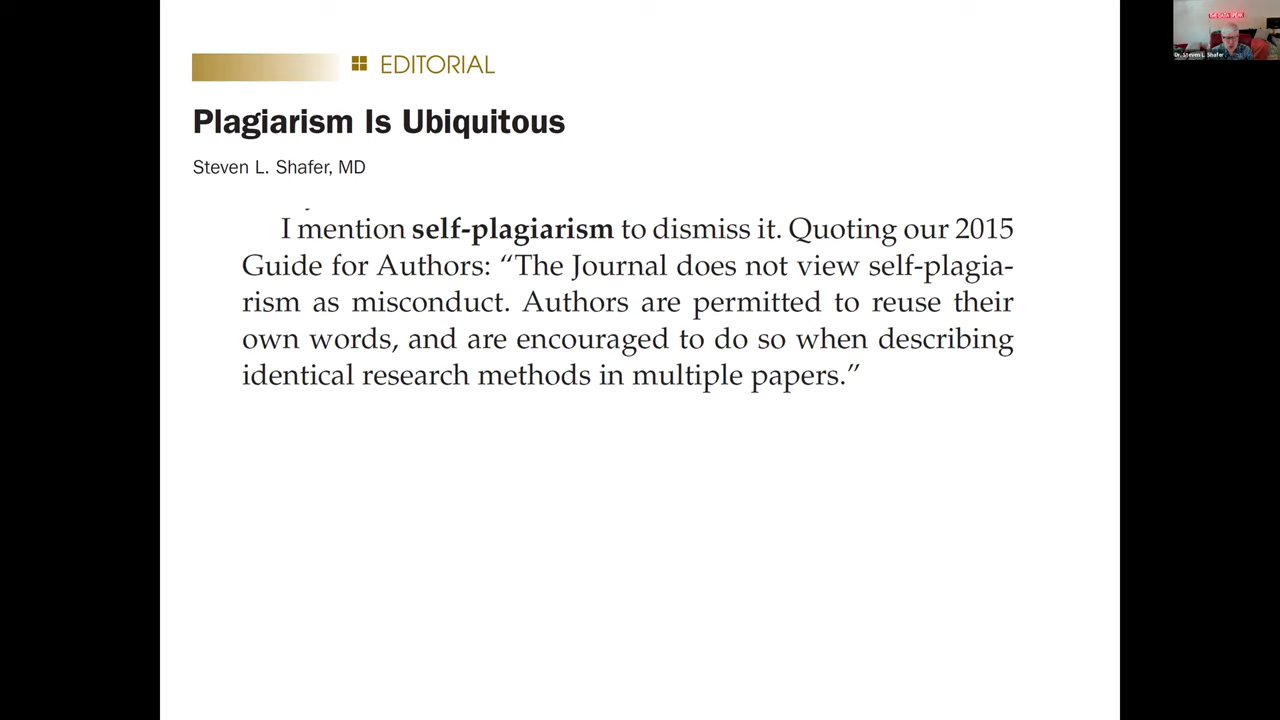 EDITORIAL
Plagiarism Is Ubiquitous
Steven L. Shafer, MD
I mention self-plagiarism to dismiss it. Quoting our 2015
Guide for Authors: “The Journal does not view self-plagia-
rism as misconduct. Authors are permitted to reuse their
own words, and are encouraged to do so when describing
identical research methods in multiple papers.”
Dr. Steven L. Shafer